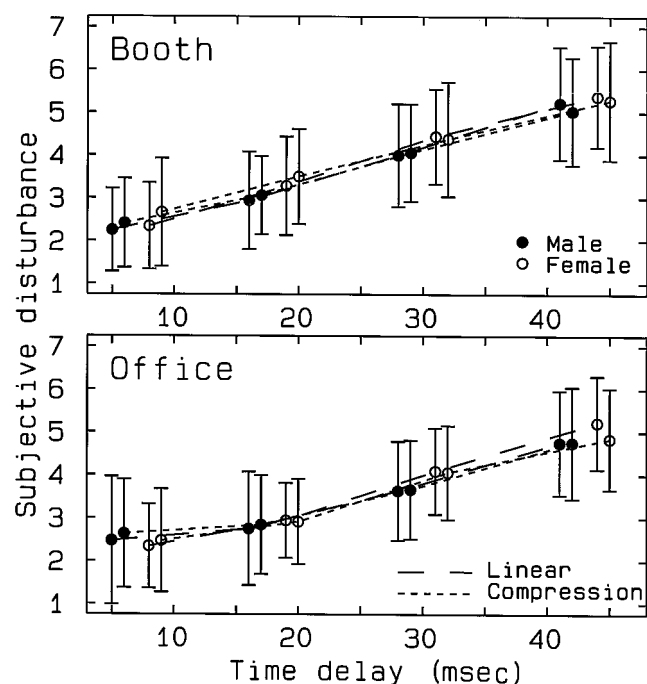 7
Booth
6
5
4
3
2
1
● Male
○ Female
10 20 30 40
Subjective disturbance
7
Office
6
5
4
3
2
1
Linear
Compression
10 20 30 40
Time delay (msec)